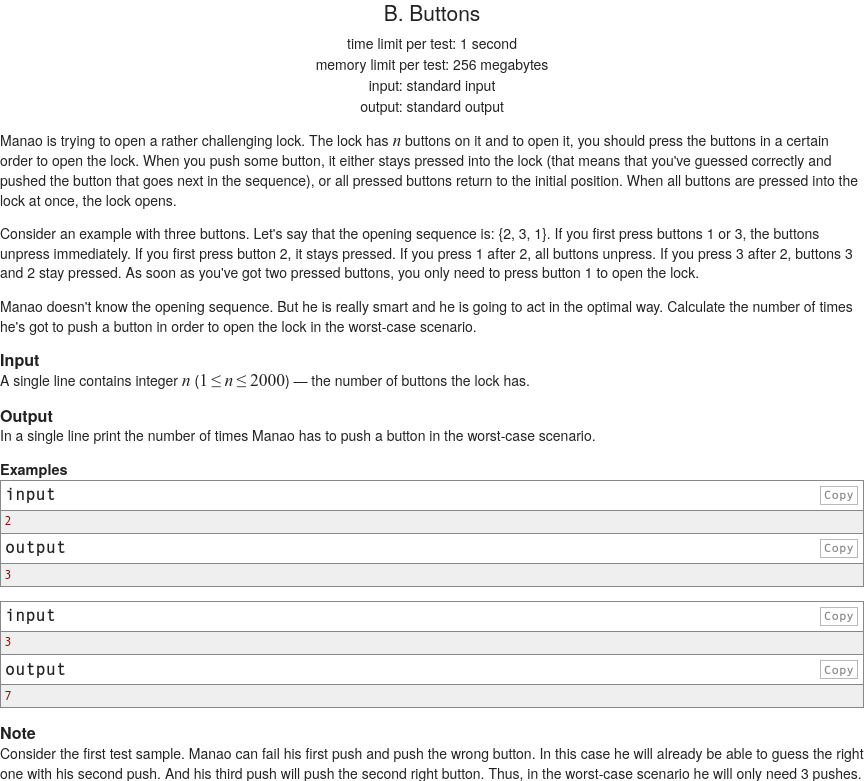 B. Buttons
time limit per test: 1 second
memory limit per test: 256 megabytes
input: standard input
output: standard output
Manao is trying to open a rather challenging lock. The lock has n buttons on it and to open it, you should press the buttons in a certain
order to open the lock. When you push some button, it either stays pressed into the lock (that means that you've guessed correctly and
pushed the button that goes next in the sequence), or all pressed buttons return to the initial position. When all buttons are pressed into the
lock at once, the lock opens.
Consider an example with three buttons. Let's say that the opening sequence is: {2, 3, 1}. If you first press buttons 1 or 3, the buttons
unpress immediately. If you first press button 2, it stays pressed. If you press 1 after 2, all buttons unpress. If you press 3 after 2, buttons 3
and 2 stay pressed. As soon as you've got two pressed buttons, you only need to press button 1 to open the lock.
Manao doesn't know the opening sequence. But he is really smart and he is going to act in the optimal way. Calculate the number of times
he's got to push a button in order to open the lock in the worst-case scenario.
Input
A single line contains integer n (1 ≤ n ≤ 2000) — the number of buttons the lock has.
Output
In a single line print the number of times Manao has to push a button in the worst-case scenario.
Examples
input Copy
2
output Copy
3
input Copy
3
output Copy
7
Note
Consider the first test sample. Manao can fail his first push and push the wrong button. In this case he will already be able to guess the right
one with his second push. And his third push will push the second right button. Thus, in the worst-case scenario he will only need 3 pushes.